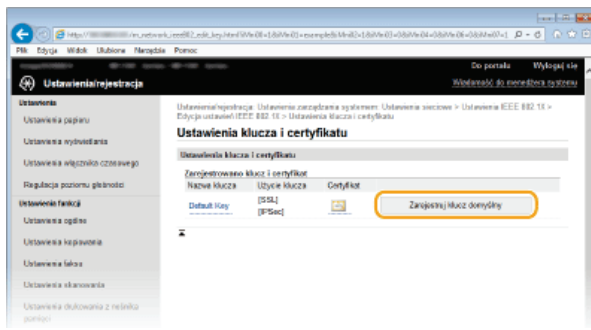 Plik Edycja Widok Ulubione Narzędzia Pomoc
Do portalu Wyloguj się
Ustawienia/rejestracja
Wiadomość do menedżera systemu
Ustawienia
Ustawienia/rejestracja: Ustawienia zarządzania systemem: Ustawienia sieciowe > Ustawienia IEEE 802.1X >
Edycja ustawień IEEE 802.1X > Ustawienia klucza i certyfikatu
Ustawienia papieru
Ustawienia klucza i certyfikatu
Ustawienia wyświetlania
Ustawienia klucza i certyfikatu
Ustawienia włącznika czasowego
Zarejestrowano klucz i certyfikat
Nazwa klucza Użycie klucza Certyfikat
Regulacja poziomu głośności
Default Key [SSL] Zarejestruj klucz domyślny
[IPSec]
Ustawienia funkcji
Ustawienia ogólne
Ustawienia kopiowania
Ustawienia faksu
Ustawienia skanowania
Ustawienia drukowania z nośnika
pamięci